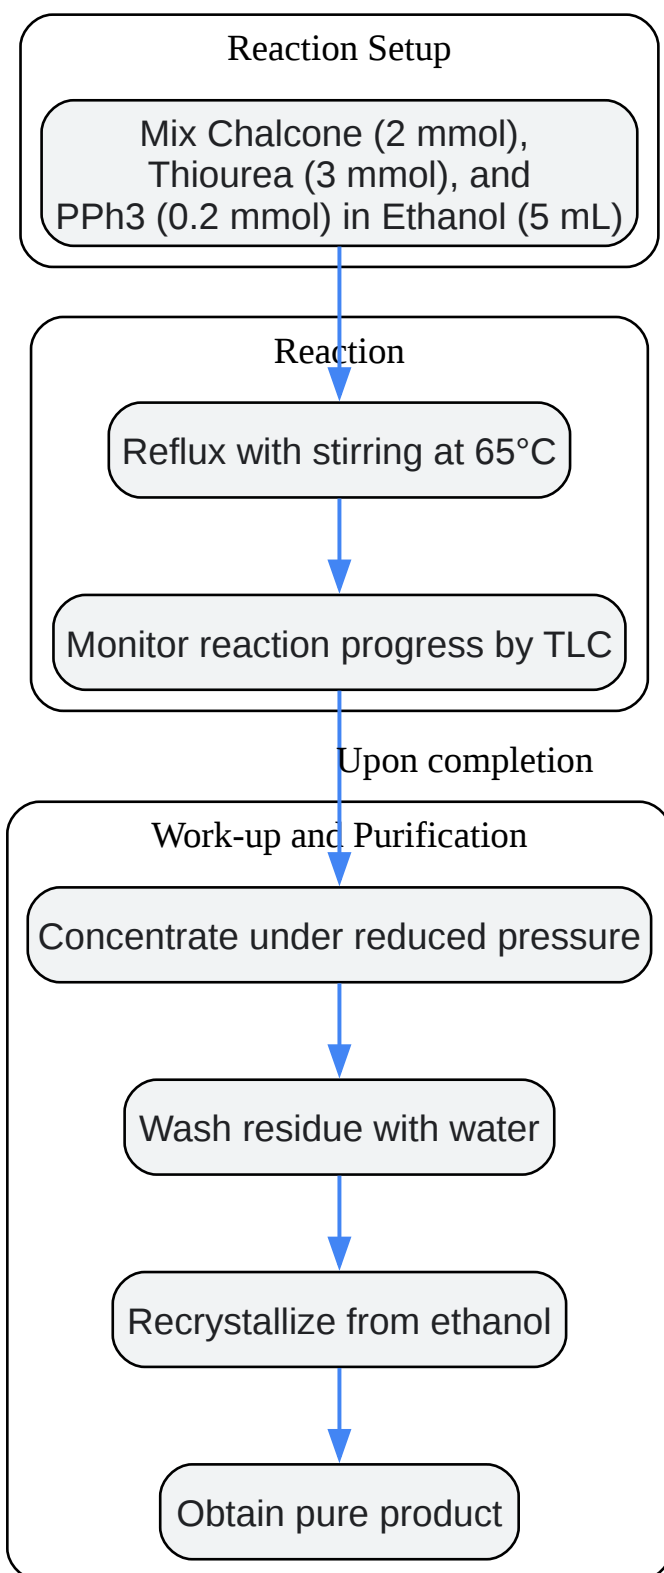 Reaction Setup
Mix Chalcone (2 mmol),
Thiourea (3 mmol), and
PPh3 (0.2 mmol) in Ethanol (5 mL)
Reaction
Reflux with stirring at 65°C
Monitor reaction progress by TLC
Upon completion
Work-up and Purification
Concentrate under reduced pressure
Wash residue with water
Recrystallize from ethanol
Obtain pure product